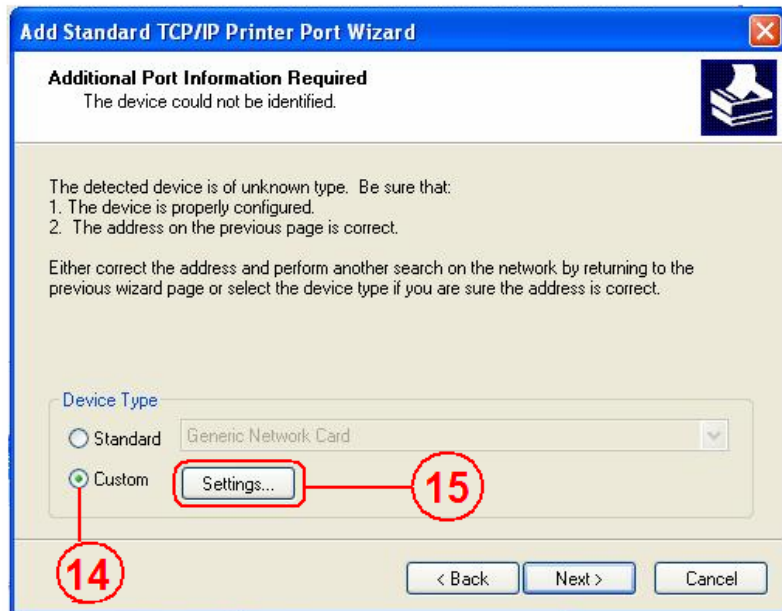 Add Standard TCP/IP Printer Port Wizard
Additional Port Information Required
The device could not be identified.
The detected device is of unknown type. Be sure that:
1. The device is properly configured.
2. The address on the previous page is correct.
Either correct the address and perform another search on the network by returning to the
previous wizard page or select the device type if you are sure the address is correct.
Device Type
Standard Generic Network Card
Custom Settings... 15
14
< Back Next > Cancel